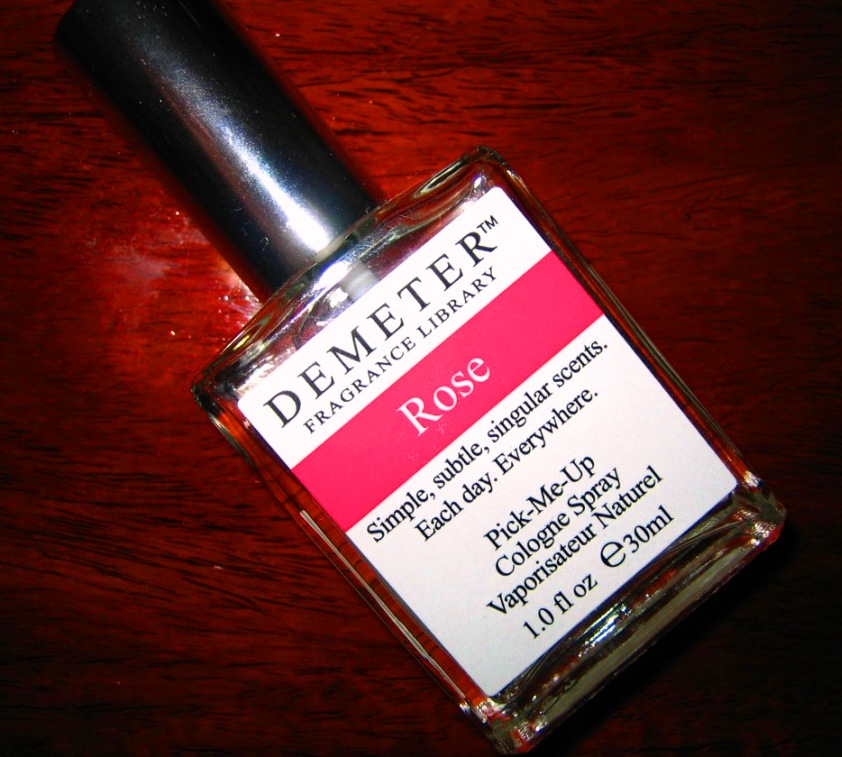 DEMETER™
FRAGRANCE LIBRARY
Rose
Simple, subtle, singular scents.
Each day. Everywhere.
Pick-Me-Up
Cologne Spray
Vaporisateur Naturel
1.0 fl oz ℮30ml